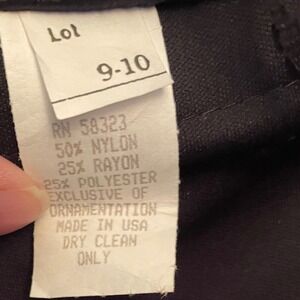 Lot
9-10
RN 58323
50% NYLON
25% RAYON
25% POLYESTER
EXCLUSIVE OF
ORNAMENTATION
MADE IN USA
DRY CLEAN
ONLY